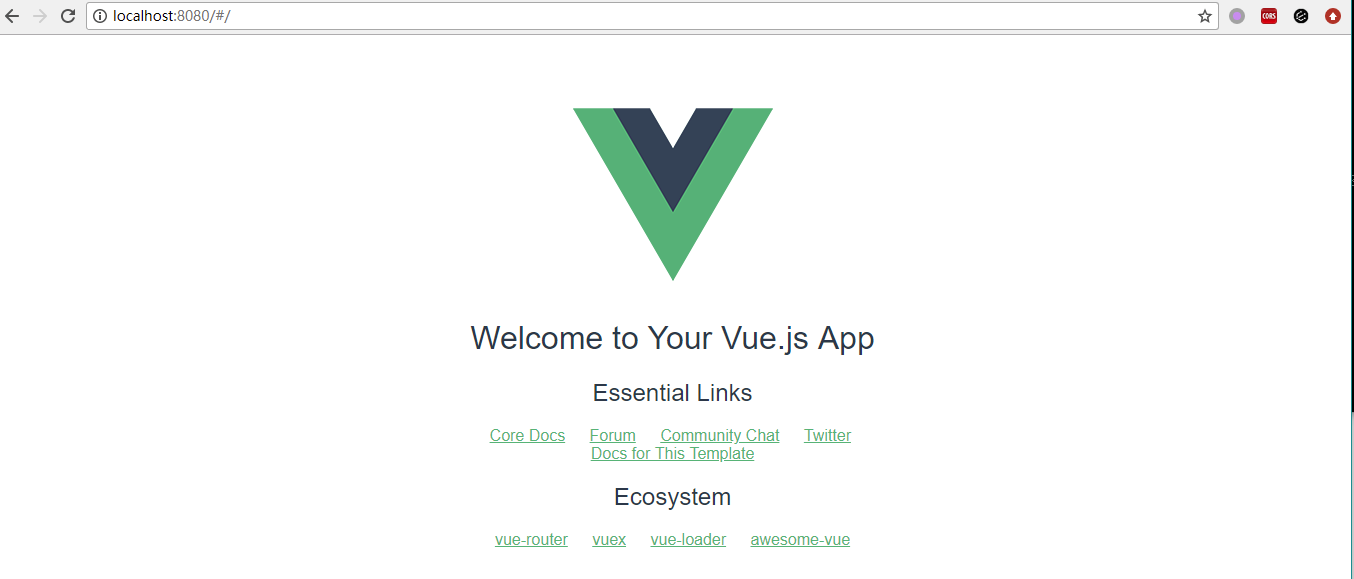 localhost:8080/#/
CORS
Welcome to Your Vue.js App
Essential Links
Core Docs Forum Community Chat Twitter
Docs for This Template
Ecosystem
vue-router vuex vue-loader awesome-vue